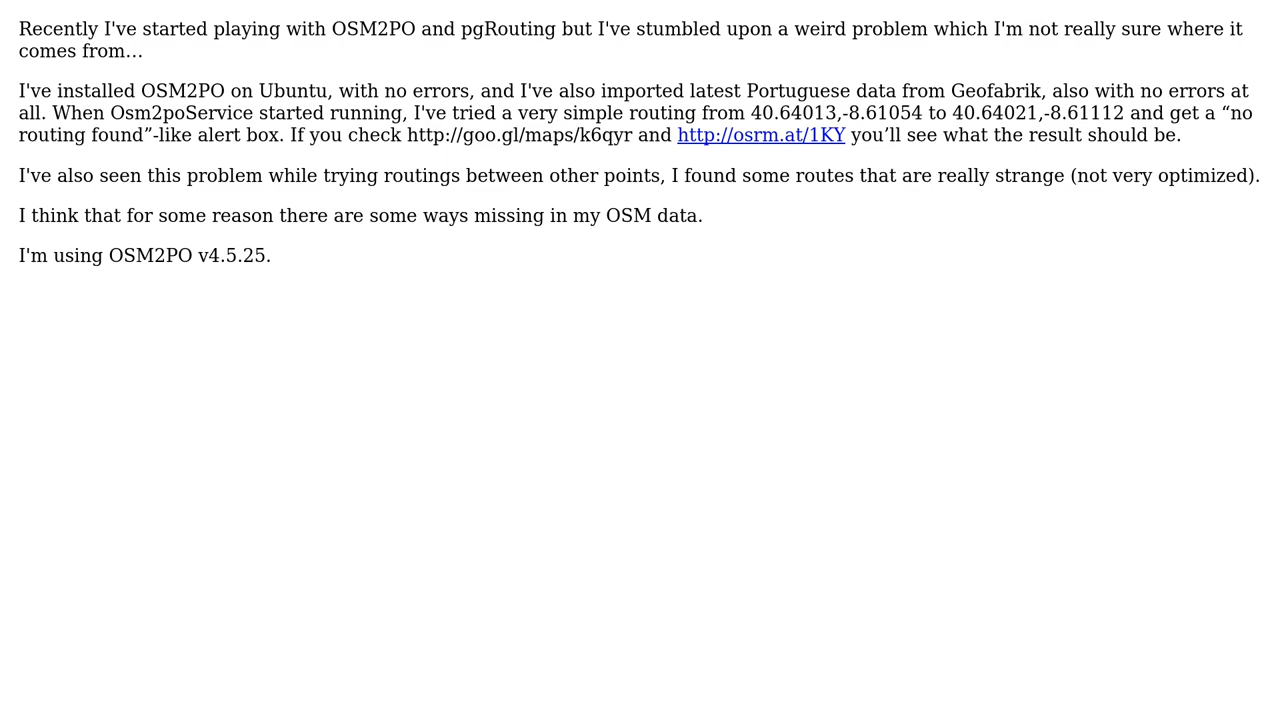 Recently I've started playing with OSM2PO and pgRouting but I've stumbled upon a weird problem which I'm not really sure where it
comes from…
I've installed OSM2PO on Ubuntu, with no errors, and I've also imported latest Portuguese data from Geofabrik, also with no errors at
all. When Osm2poService started running, I've tried a very simple routing from 40.64013,-8.61054 to 40.64021,-8.61112 and get a “no
routing found”-like alert box. If you check http://goo.gl/maps/k6qyr and http://osrm.at/1KY you’ll see what the result should be.
I've also seen this problem while trying routings between other points, I found some routes that are really strange (not very optimized).
I think that for some reason there are some ways missing in my OSM data.
I'm using OSM2PO v4.5.25.